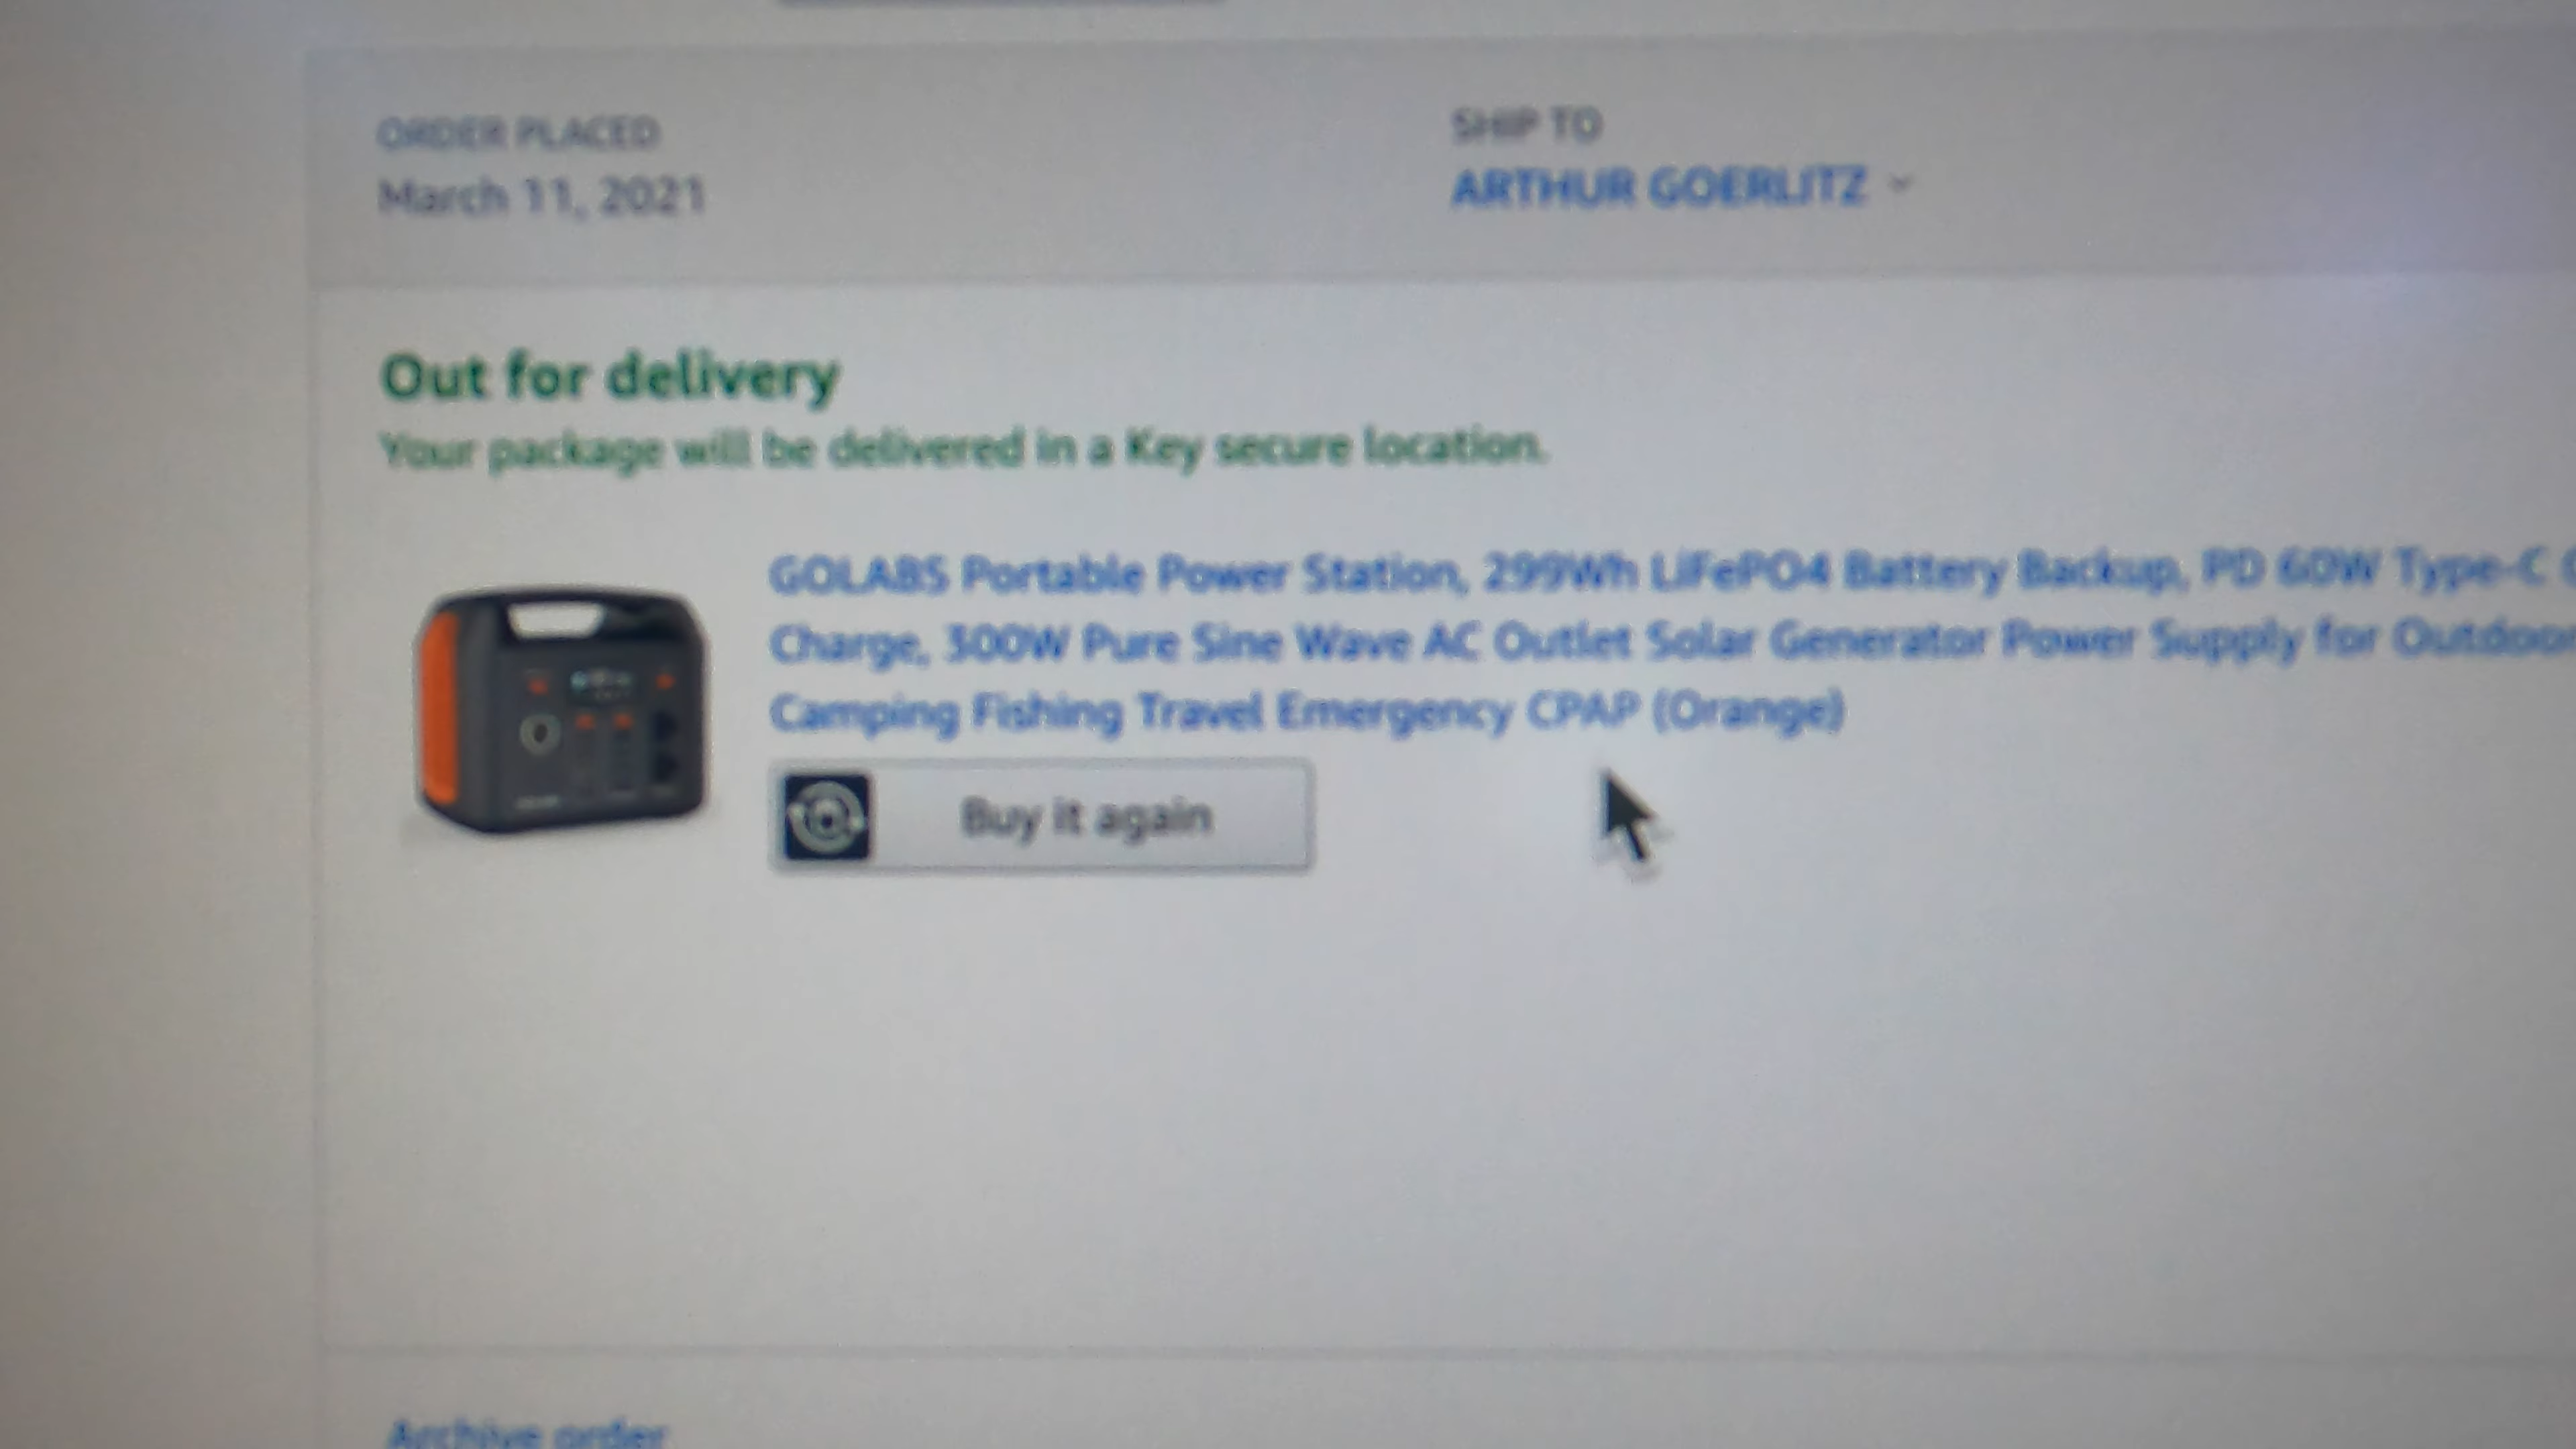 ORDER PLACED
March 11, 2021
SHIP TO
ARTHUR GOERLITZ
Out for delivery
Your package will be delivered in a Key secure location.
GOLABS Portable Power Station, 299Wh LiFePO4 Battery Backup, PD 60W Type-C
Charge, 300W Pure Sine Wave AC Outlet Solar Generator Power Supply for Outdoor
Camping Fishing Travel Emergency CPAP (Orange)
Buy it again
Archive order